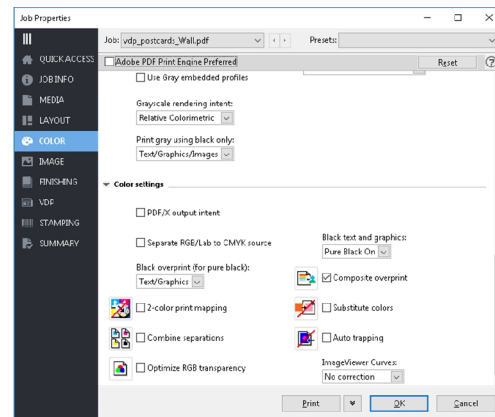 Job Properties
Job: vdp_postcards_Wall.pdf
Presets:
Adobe PDF Print Engine Preferred
Reset
QUICK ACCESS
JOB INFO
MEDIA
LAYOUT
COLOR
IMAGE
FINISHING
VDP
STAMPING
SUMMARY
Use Gray embedded profiles
Grayscale rendering intent:
Relative Colorimetric
Print gray using black only:
Text/Graphics/Images
Color settings
PDF/X output intent
Separate RGB/Lab to CMYK source
Black text and graphics:
Pure Black On
Black overprint (for pure black):
Text/Graphics
Composite overprint
2-color print mapping
Substitute colors
Combine separations
Auto trapping
Optimize RGB transparency
ImageViewer Curves:
No correction
Print
OK
Cancel